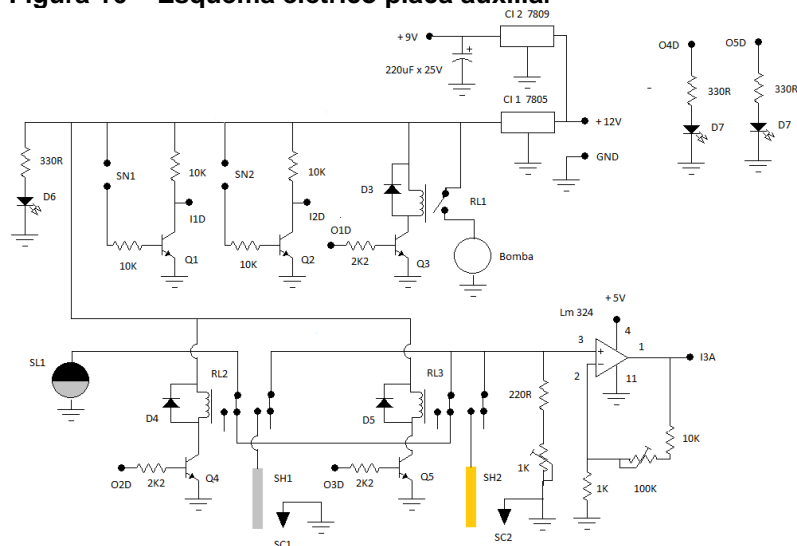 Figura 10 – Esquema elétrico placa auxiliar
CI 2 7809
+ 9V
220uF x 25V
O4D
O5D
330R
330R
D7
D7
CI 1 7805
+ 12V
GND
330R
D6
SN1
10K
I1D
10K
Q1
SN2
10K
I2D
10K
Q2
D3
RL1
O1D
2K2
Q3
Bomba
SL1
RL2
D4
O2D
2K2
Q4
SH1
SC1
RL3
D5
O3D
2K2
Q5
SH2
SC2
220R
1K
+ 5V
Lm 324
4
3
1
2
11
I3A
10K
1K
100K